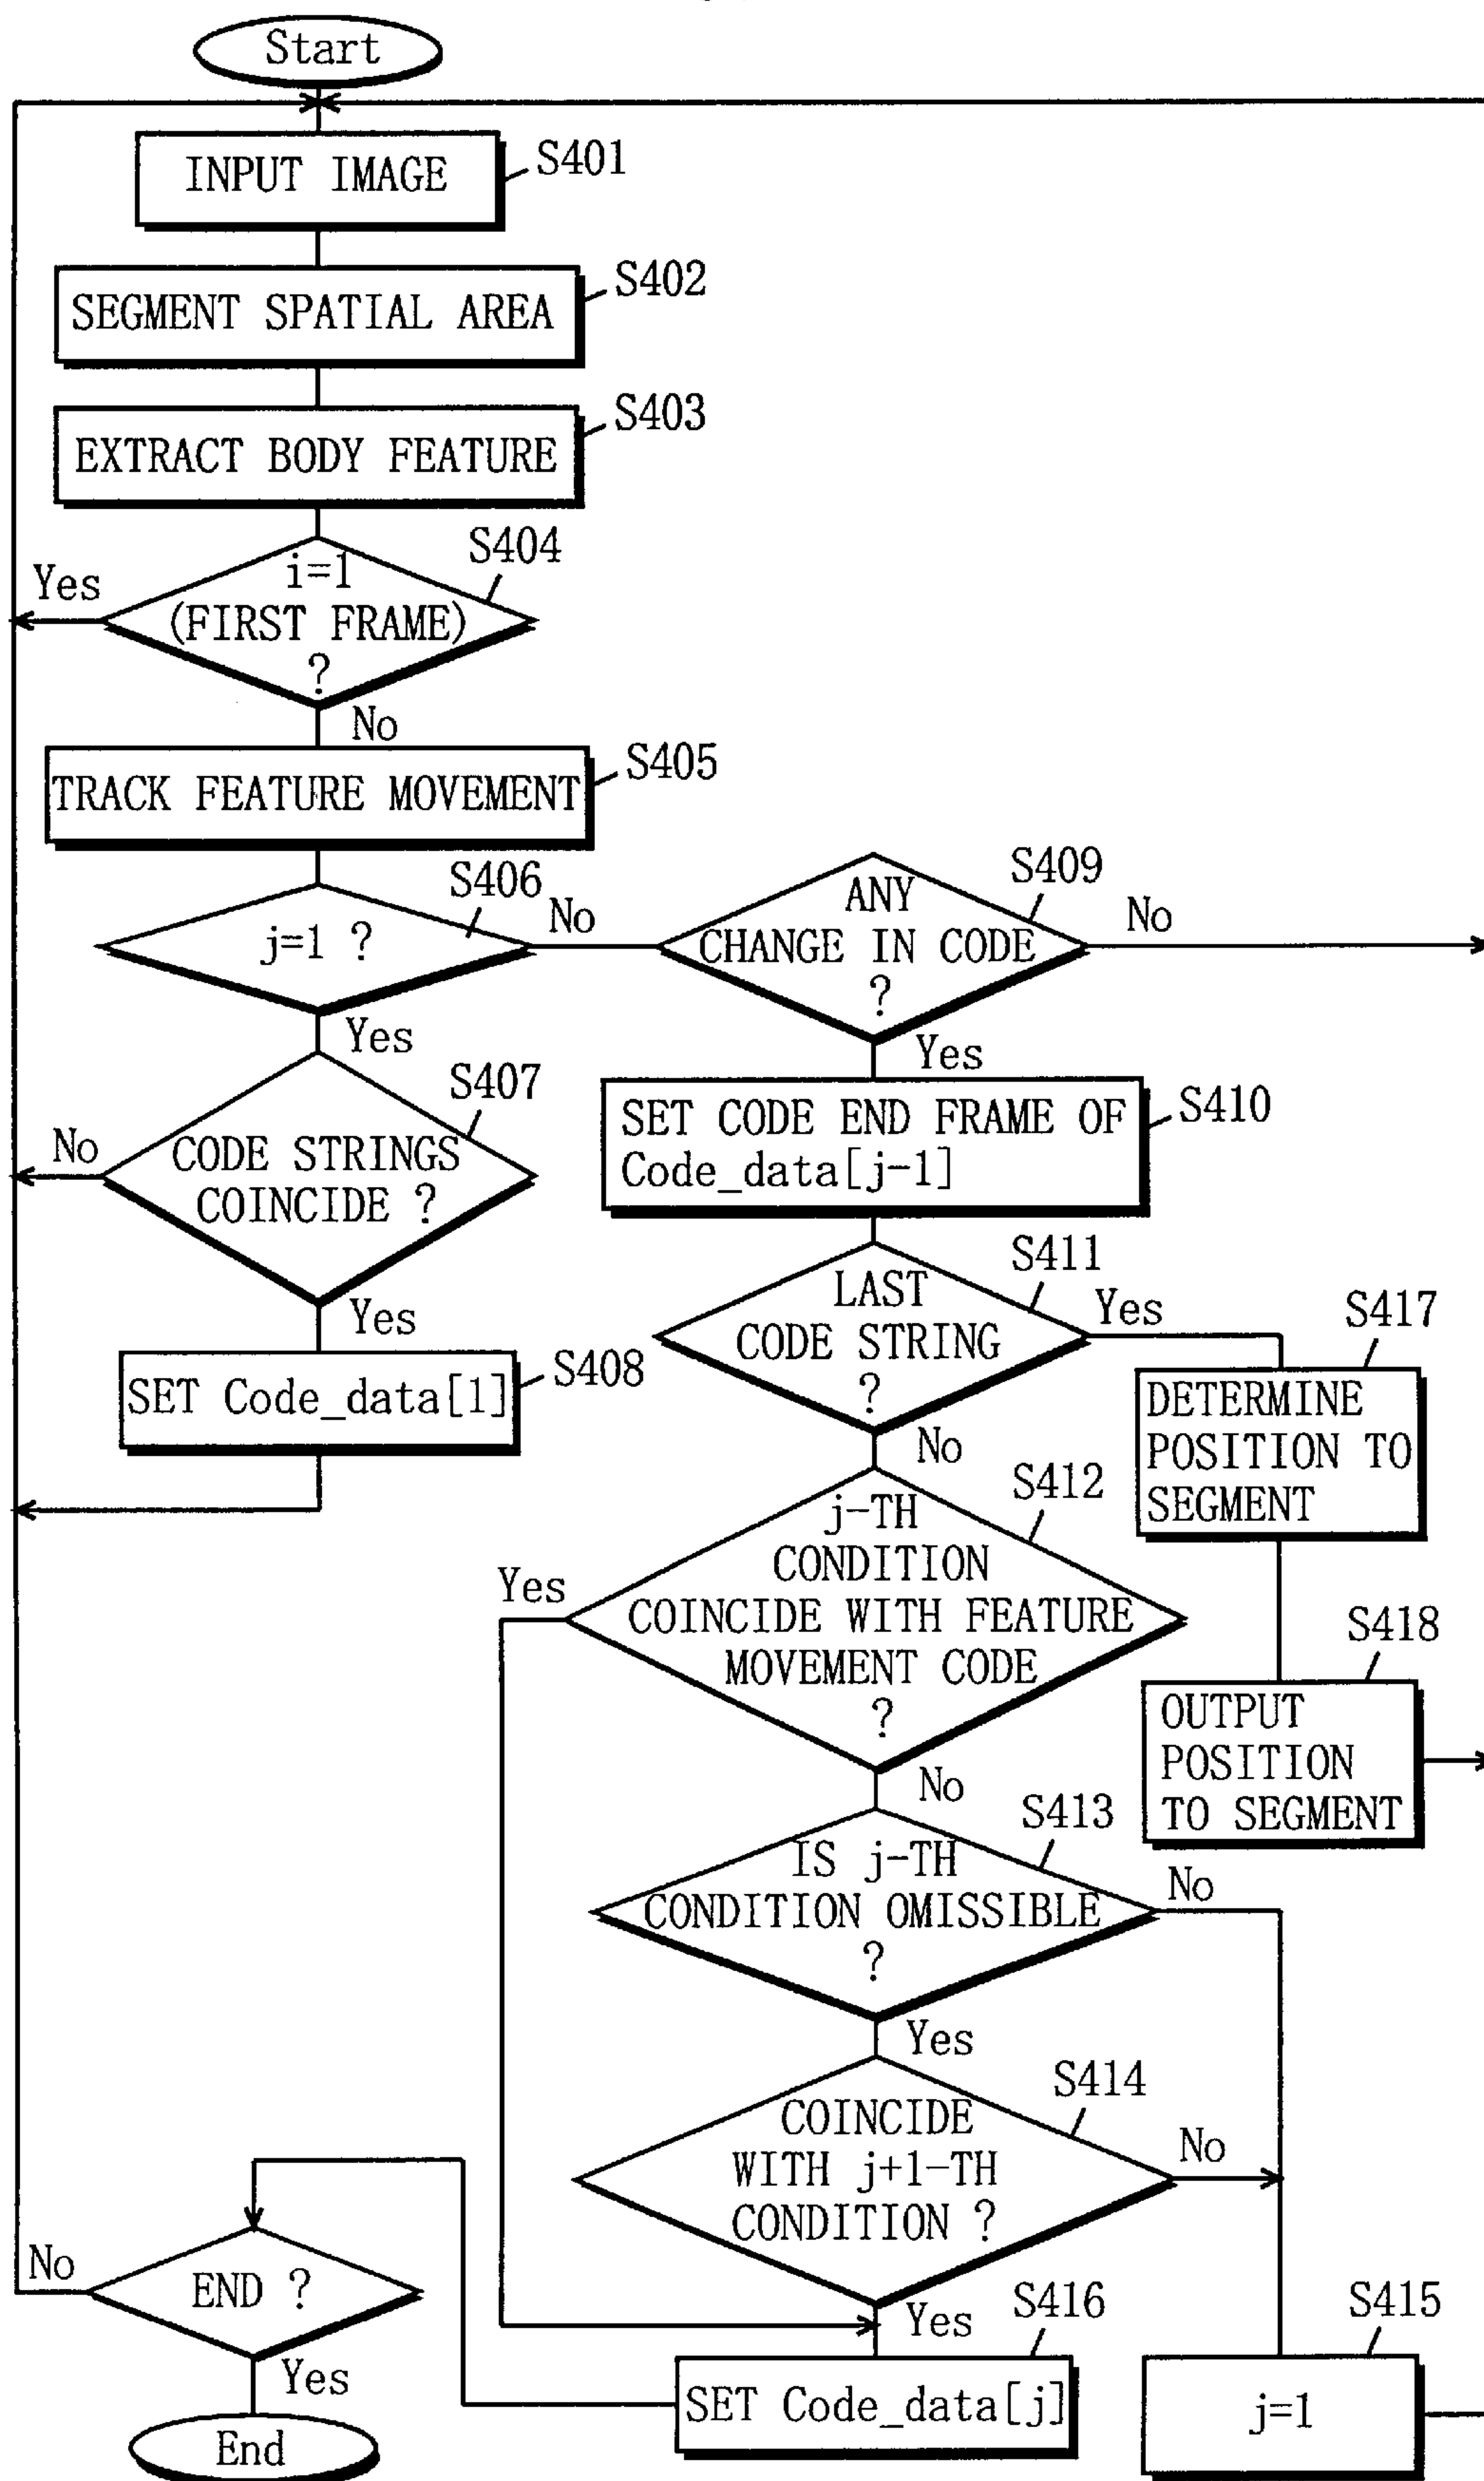 Start
INPUT IMAGE
S401
SEGMENT SPATIAL AREA
S402
EXTRACT BODY FEATURE
S403
i=1
(FIRST FRAME)
?
S404
Yes
No
TRACK FEATURE MOVEMENT
S405
j=1 ?
S406
No
Yes
CODE STRINGS
COINCIDE ?
S407
No
Yes
SET Code_data[1]
S408
ANY
CHANGE IN CODE
?
S409
No
Yes
SET CODE END FRAME OF
Code_data[j-1]
S410
LAST
CODE STRING
?
S411
Yes
No
S417
DETERMINE
POSITION TO
SEGMENT
S418
OUTPUT
POSITION
TO SEGMENT
j-TH
CONDITION
COINCIDE WITH FEATURE
MOVEMENT CODE
?
S412
Yes
No
IS j-TH
CONDITION OMISSIBLE
?
S413
No
Yes
COINCIDE
WITH j+1-TH
CONDITION ?
S414
No
Yes
S416
SET Code_data[j]
S415
j=1
END ?
No
Yes
End